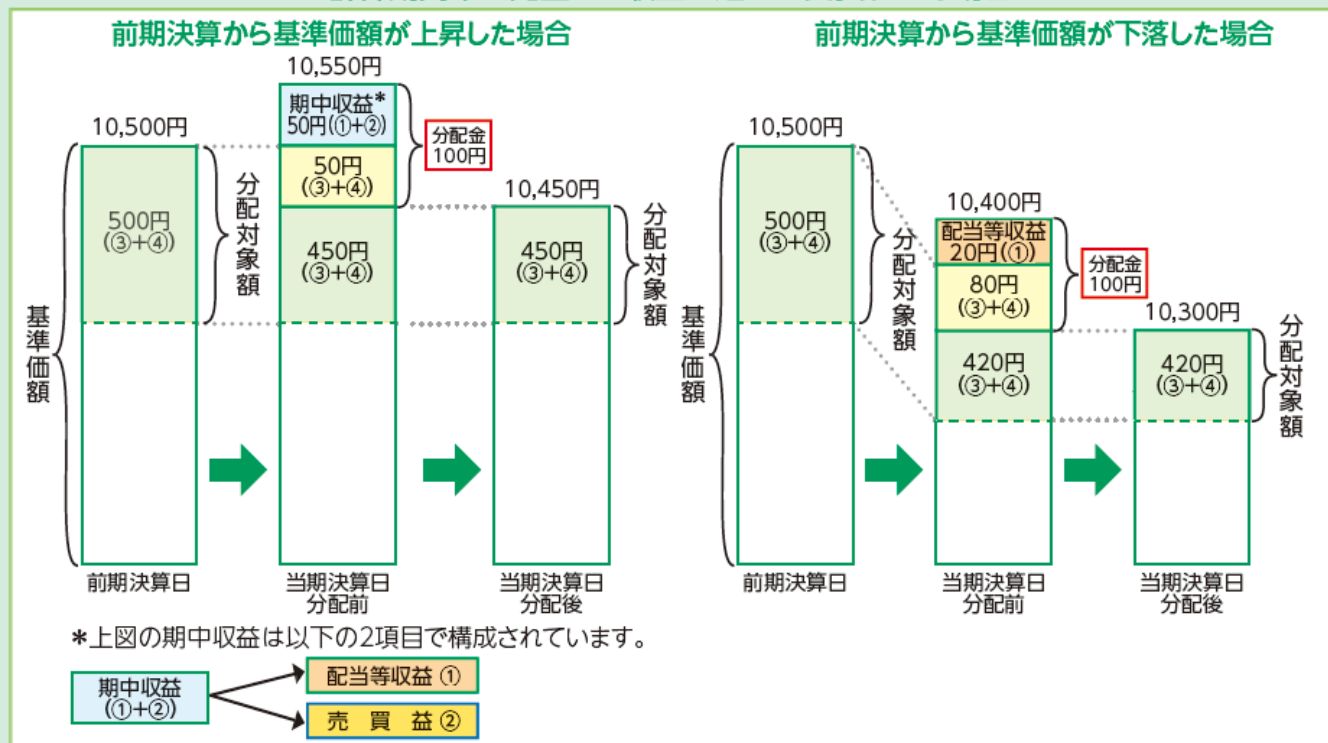 前期決算から基準価額が上昇した場合
10,500円
基準価額
500円
(③+④)
分配対象額
10,550円
期中収益*
50円(①+②)
50円
(③+④)
450円
(③+④)
分配金
100円
10,450円
450円
(③+④)
分配対象額
前期決算日
当期決算日
分配前
当期決算日
分配後
前期決算から基準価額が下落した場合
10,500円
基準価額
500円
(③+④)
分配対象額
10,400円
配当等収益
20円(①)
80円
(③+④)
420円
(③+④)
分配金
100円
10,300円
420円
(③+④)
分配対象額
前期決算日
当期決算日
分配前
当期決算日
分配後
*上図の期中収益は以下の2項目で構成されています。
期中収益
(①+②)
配当等収益 ①
売 買 益 ②